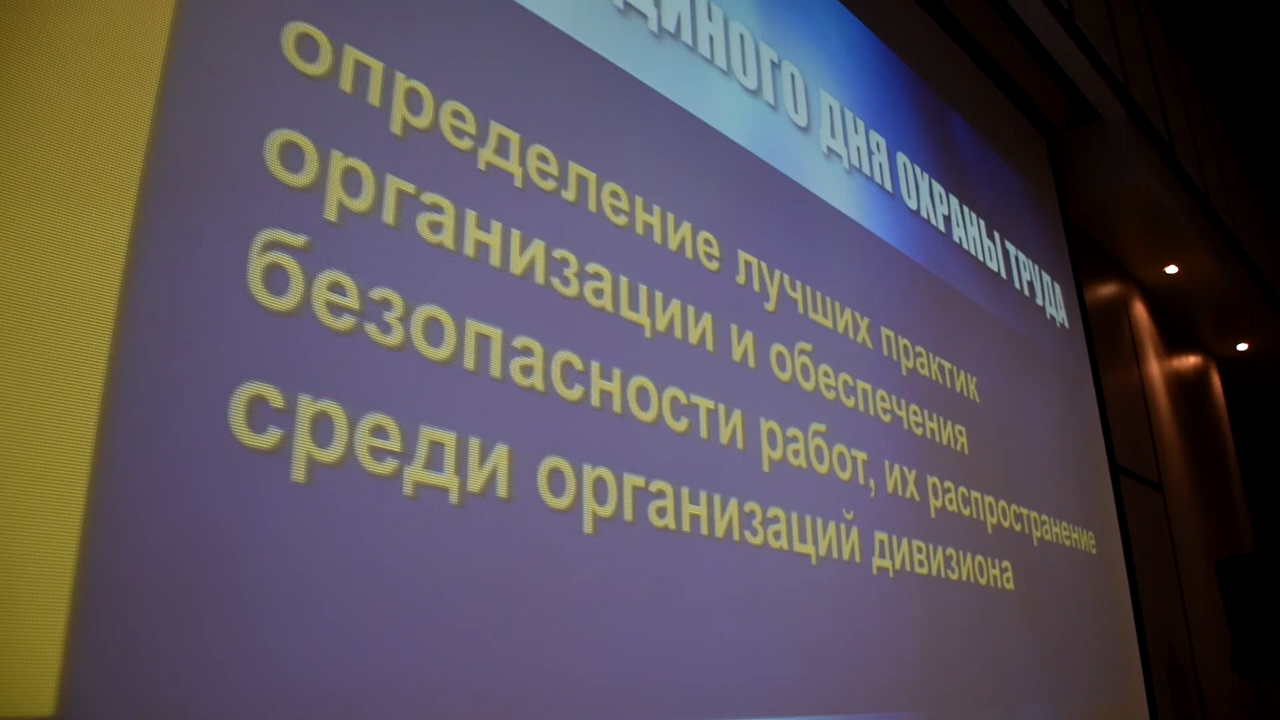 ДИНОГО ДНЯ ОХРАНЫ ТРУДА
определение лучших практик
организации и обеспечения
безопасности работ, их распространение
среди организаций дивизиона